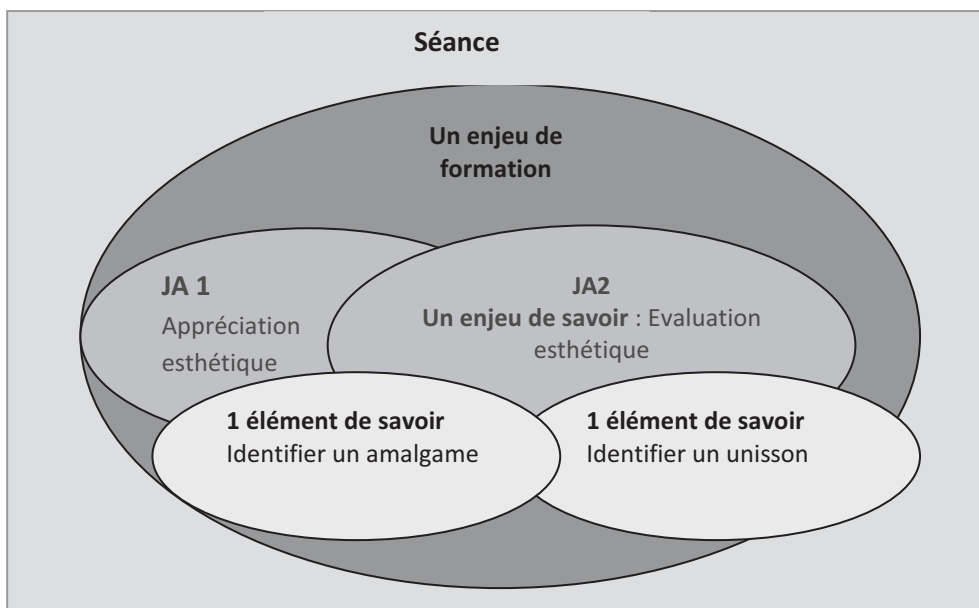 Séance
Un enjeu de
formation
JA 1
Appréciation
esthétique
JA2
Un enjeu de savoir : Evaluation
esthétique
1 élément de savoir
Identifier un amalgame
1 élément de savoir
Identifier un unisson